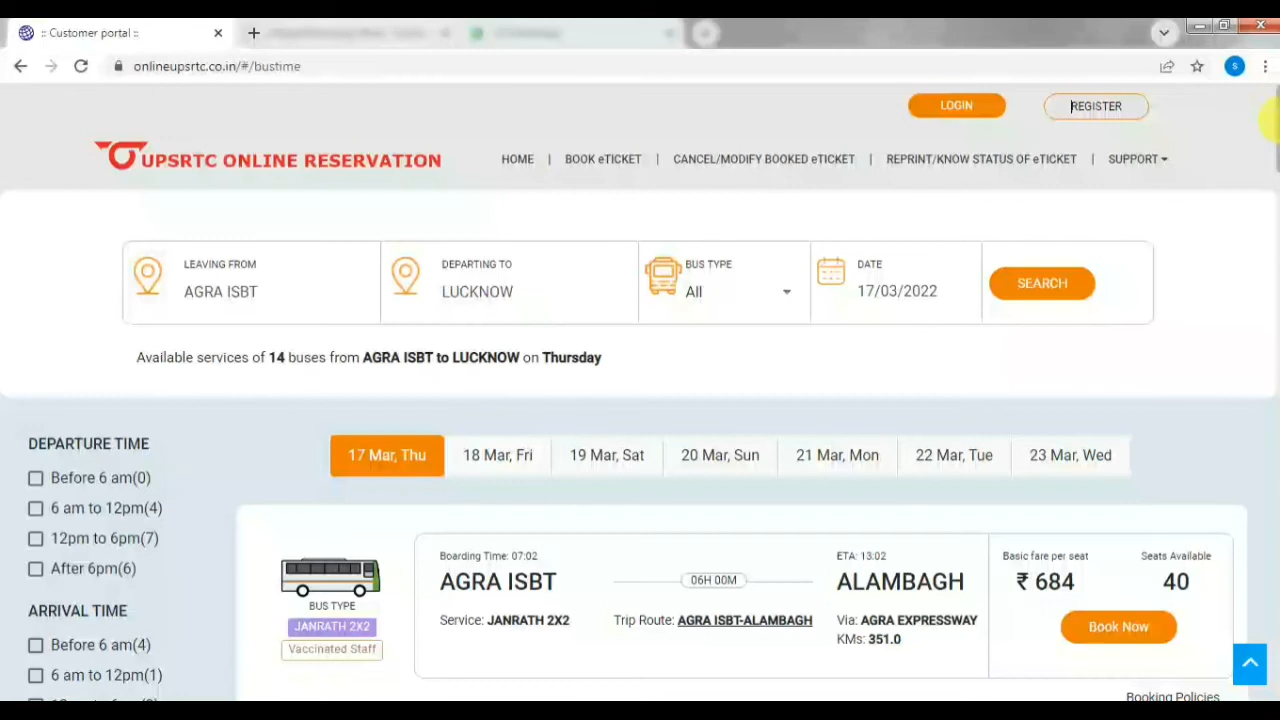 :: Customer portal ::
onlineupsrtc.co.in/#/bustime
S
LOGIN
REGISTER
UPSRTC ONLINE RESERVATION
HOME | BOOK eTICKET | CANCEL/MODIFY BOOKED eTICKET | REPRINT/KNOW STATUS OF eTICKET | SUPPORT
LEAVING FROM
AGRA ISBT
DEPARTING TO
LUCKNOW
BUS TYPE
All
DATE
17/03/2022
SEARCH
Available services of 14 buses from AGRA ISBT to LUCKNOW on Thursday
DEPARTURE TIME
Before 6 am(0)
6 am to 12pm(4)
12pm to 6pm(7)
After 6pm(6)
ARRIVAL TIME
Before 6 am(4)
6 am to 12pm(1)
17 Mar, Thu
18 Mar, Fri
19 Mar, Sat
20 Mar, Sun
21 Mar, Mon
22 Mar, Tue
23 Mar, Wed
BUS TYPE
JANRATH 2X2
Vaccinated Staff
Boarding Time: 07:02
AGRA ISBT
Service: JANRATH 2X2
06H 00M
Trip Route: AGRA ISBT-ALAMBAGH
ETA: 13:02
ALAMBAGH
Via: AGRA EXPRESSWAY
KMs: 351.0
Basic fare per seat
₹ 684
Seats Available
40
Book Now
Booking Policies